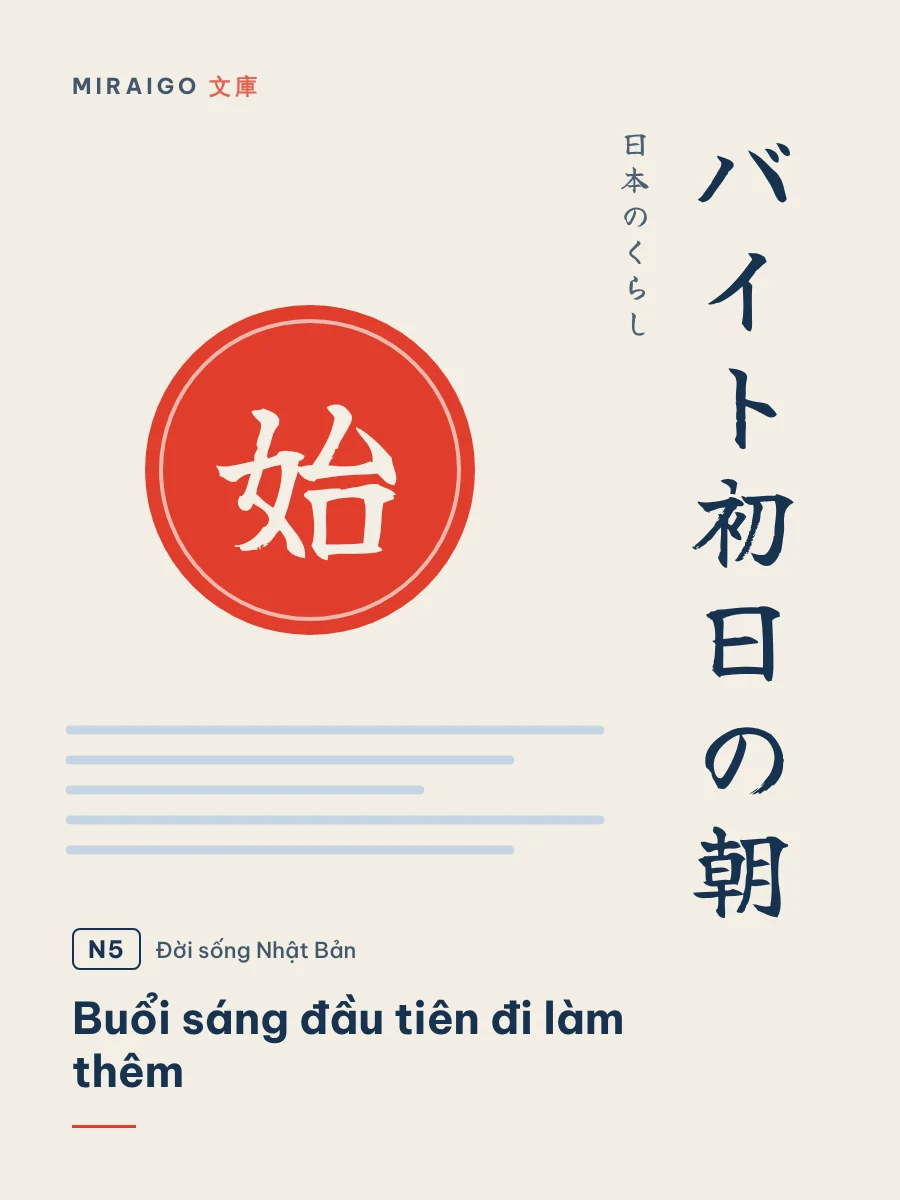 MIRAIGO 文庫
バイト初日の朝
日本のくらし
始
N5
Đời sống Nhật Bản
Buổi sáng đầu tiên đi làm
thêm